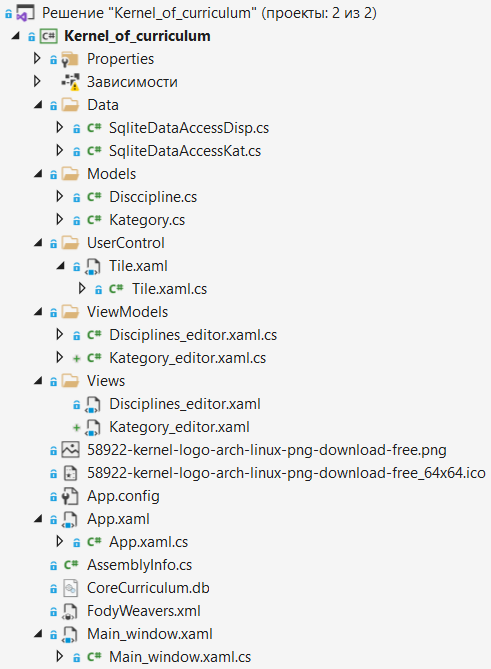 Решение "Kernel_of_curriculum" (проекты: 2 из 2)
Kernel_of_curriculum
Properties
Зависимости
Data
SqliteDataAccessDisp.cs
SqliteDataAccessKat.cs
Models
Disccipline.cs
Kategory.cs
UserControl
Tile.xaml
Tile.xaml.cs
ViewModels
Disciplines_editor.xaml.cs
Kategory_editor.xaml.cs
Views
Disciplines_editor.xaml
Kategory_editor.xaml
58922-kernel-logo-arch-linux-png-download-free.png
58922-kernel-logo-arch-linux-png-download-free_64x64.ico
App.config
App.xaml
App.xaml.cs
AssemblyInfo.cs
CoreCurriculum.db
FodyWeavers.xml
Main_window.xaml
Main_window.xaml.cs